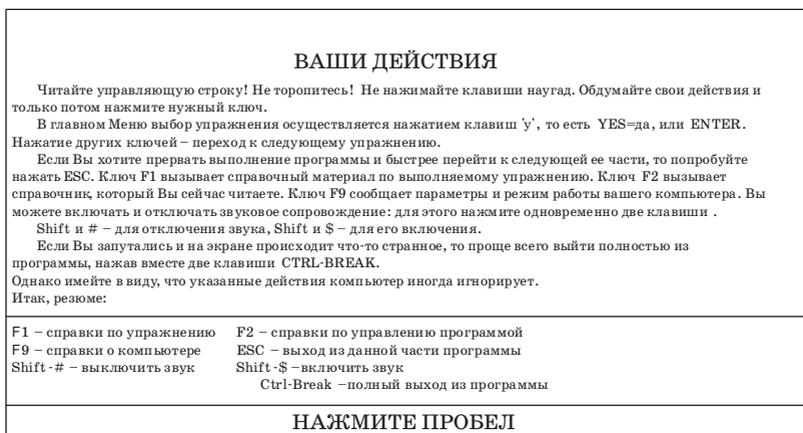 ВАШИ ДЕЙСТВИЯ
Читайте управляющую строку! Не торопитесь! Не нажимайте клавиши наугад. Обдумайте свои действия и
только потом нажмите нужный ключ.
В главном Меню выбор упражнения осуществляется нажатием клавиш 'y', то есть YES=да, или ENTER.
Нажатие других ключей – переход к следующему упражнению.
Если Вы хотите прервать выполнение программы и быстрее перейти к следующей ее части, то попробуйте
нажать ESC. Ключ F1 вызывает справочный материал по выполняемому упражнению. Ключ F2 вызывает
справочник, который Вы сейчас читаете. Ключ F9 сообщает параметры и режим работы вашего компьютера. Вы
можете включать и отключать звуковое сопровождение: для этого нажмите одновременно две клавиши .
Shift и # – для отключения звука, Shift и $ – для его включения.
Если Вы запутались и на экране происходит что-то странное, то проще всего выйти полностью из
программы, нажав вместе две клавиши CTRL-BREAK.
Однако имейте в виду, что указанные действия компьютер иногда игнорирует.
Итак, резюме:
F1 – справки по упражнению F2 – справки по управлению программой
F9 – справки о компьютере ESC – выход из данной части программы
Shift-# – выключить звук Shift-$ –включить звук
Ctrl-Break –полный выход из программы
НАЖМИТЕ ПРОБЕЛ